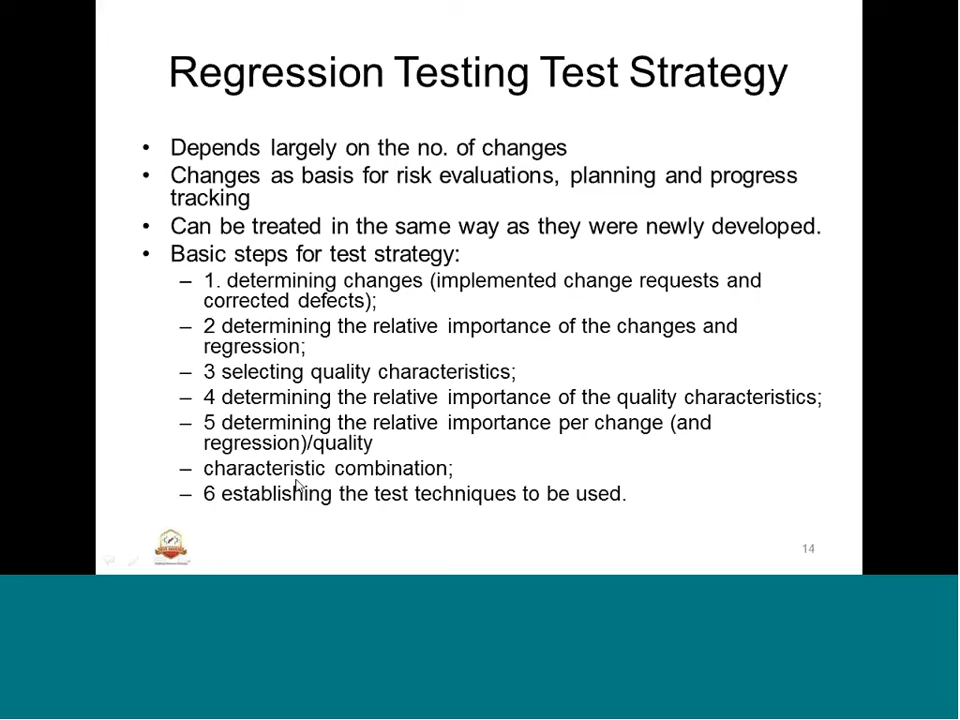 Regression Testing Test Strategy
• Depends largely on the no. of changes
• Changes as basis for risk evaluations, planning and progress
tracking
• Can be treated in the same way as they were newly developed.
• Basic steps for test strategy:
– 1. determining changes (implemented change requests and
corrected defects);
– 2 determining the relative importance of the changes and
regression;
– 3 selecting quality characteristics;
– 4 determining the relative importance of the quality characteristics;
– 5 determining the relative importance per change (and
regression)/quality
– characteristic combination;
– 6 establishing the test techniques to be used.
14